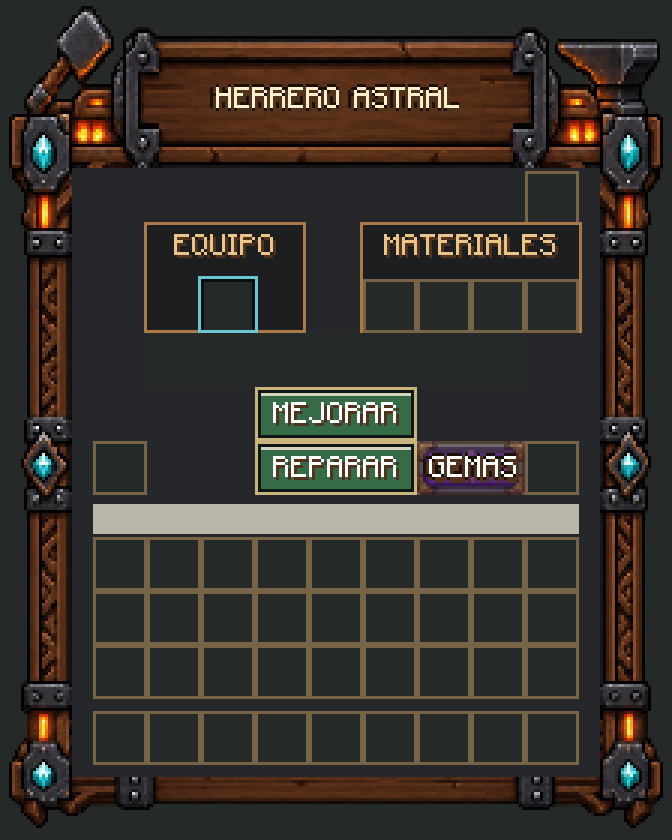 HERRERO ASTRAL
EQUIPO
MATERIALES
MEJORAR
REPARAR
GEMAS